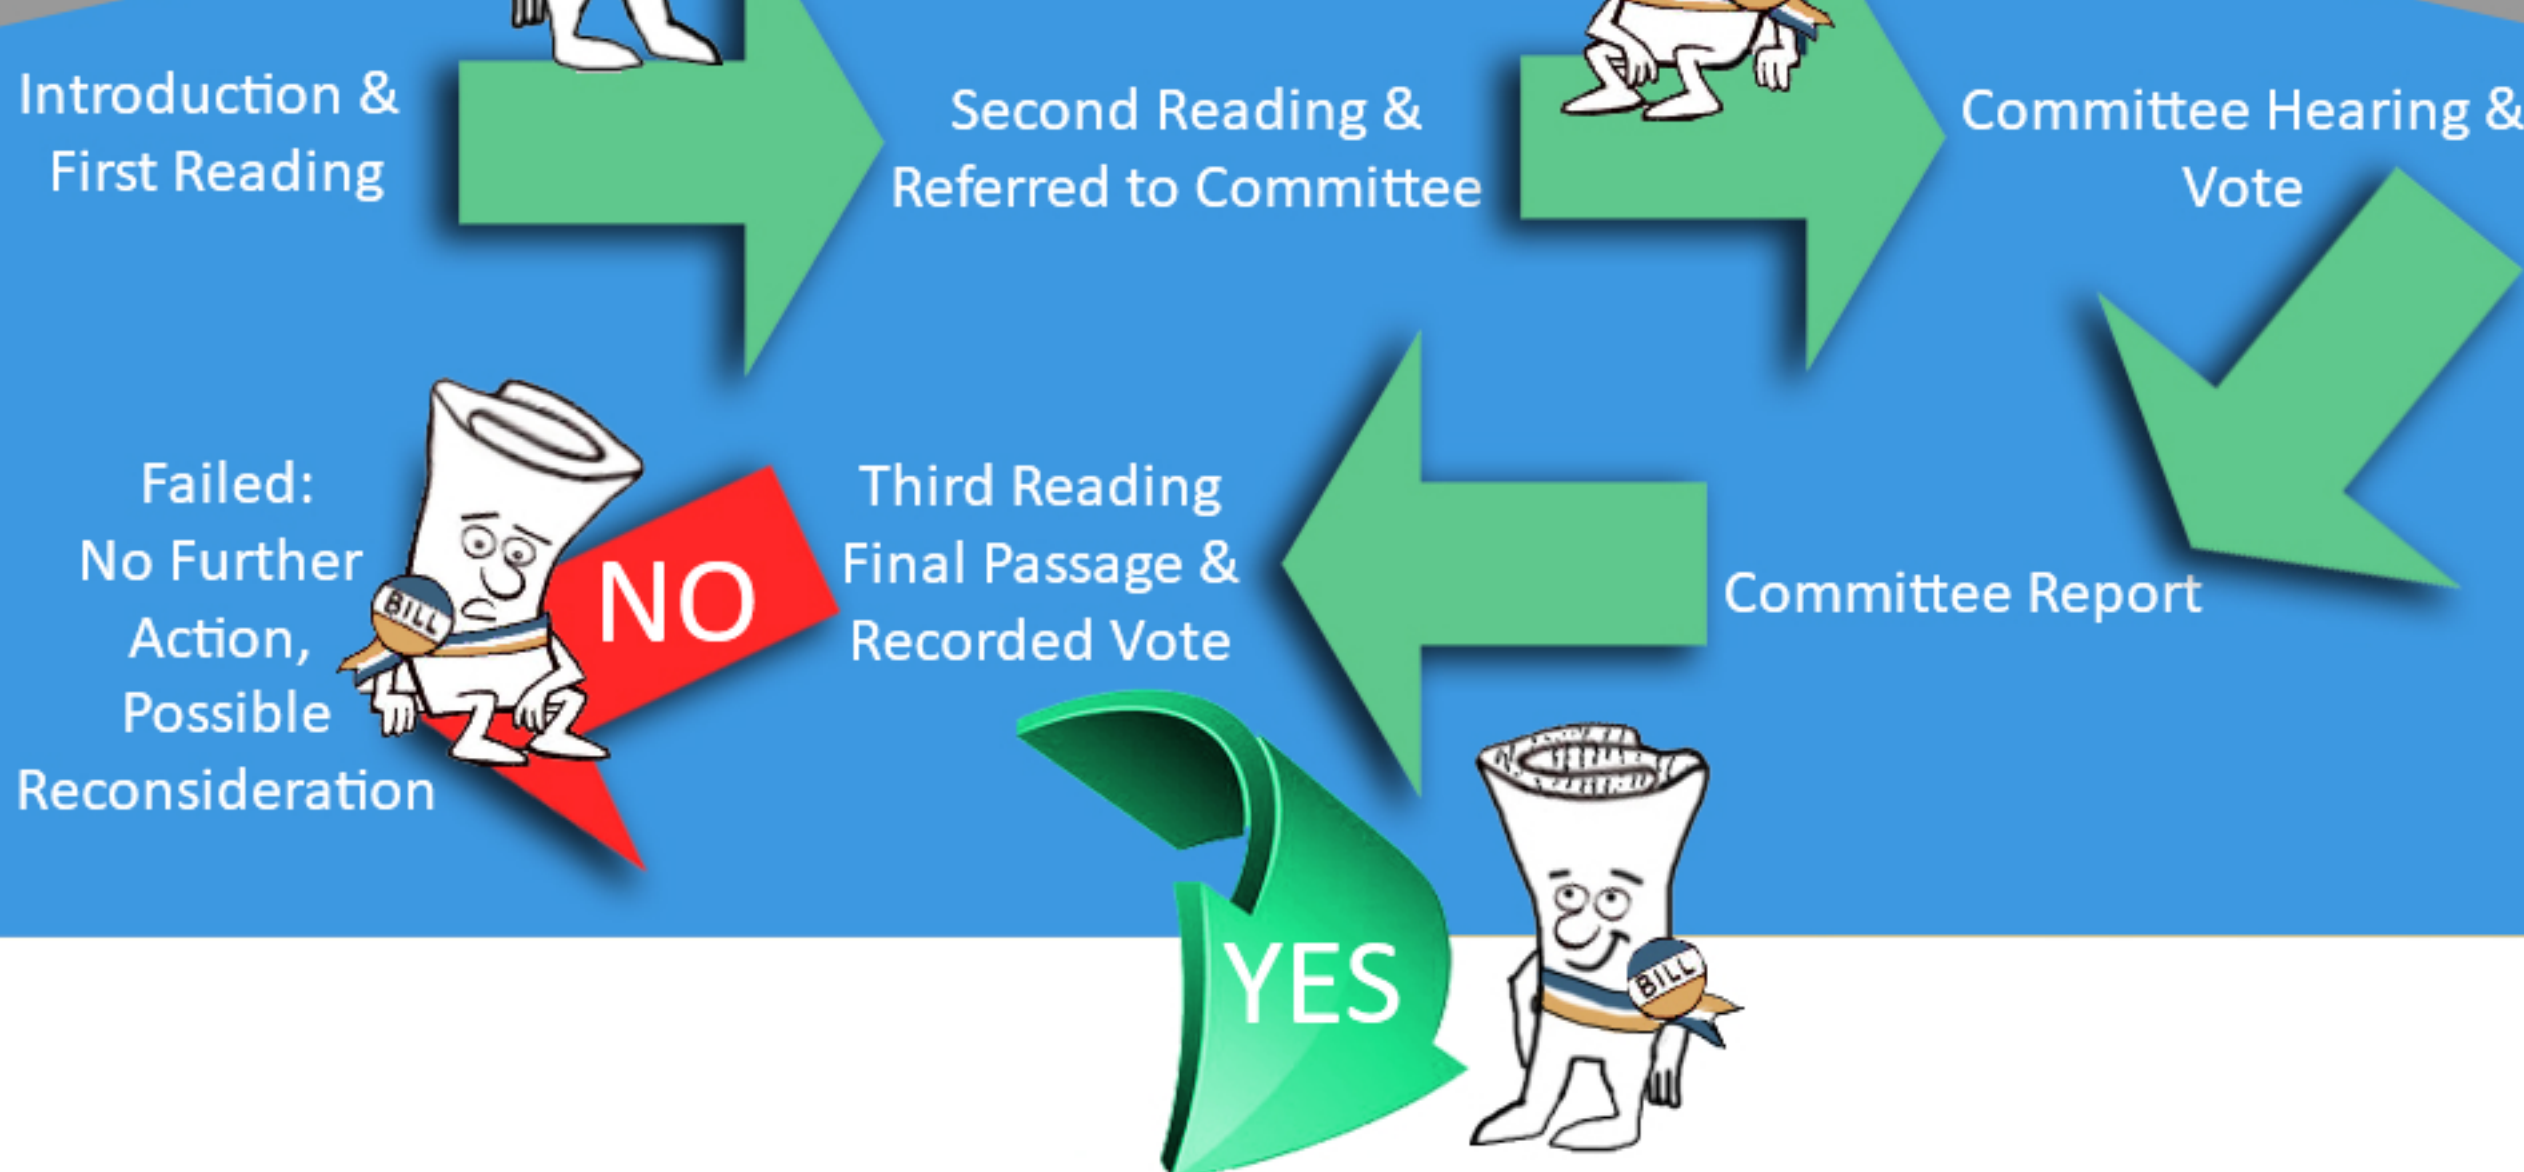 Introduction &
First Reading
Second Reading &
Referred to Committee
Committee Hearing &
Vote
Committee Report
Third Reading
Final Passage &
Recorded Vote
NO
Failed:
No Further
Action,
Possible
Reconsideration
BILL
YES
BILL